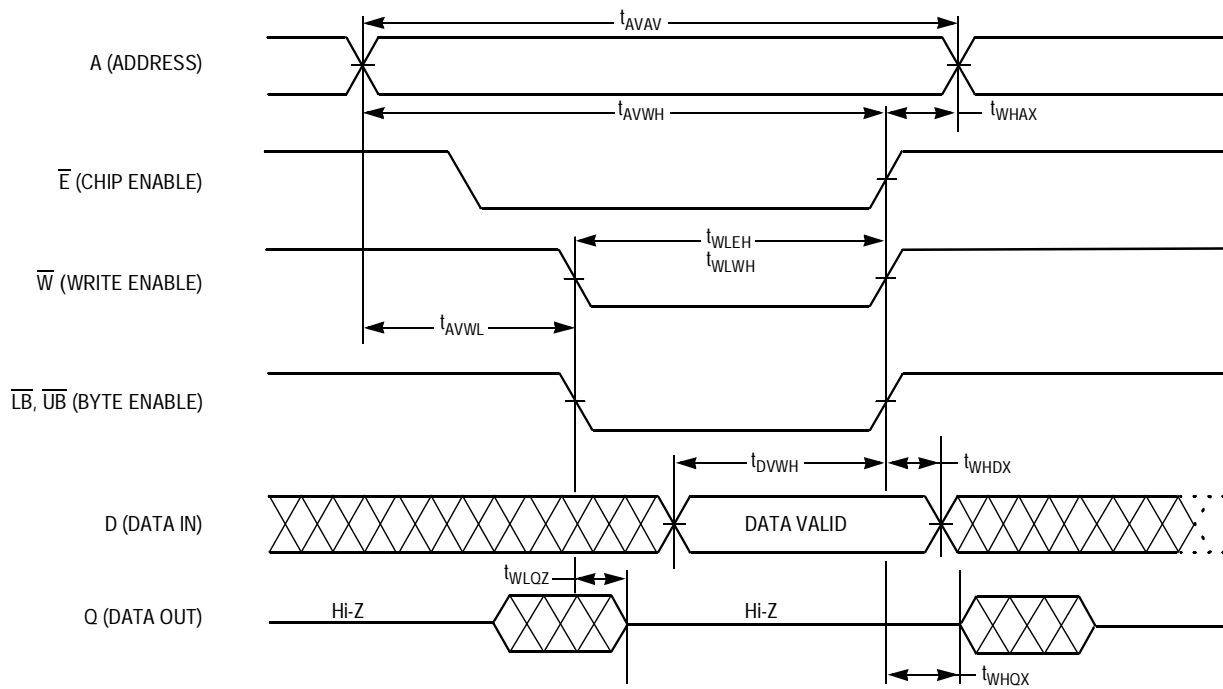 tAVAV
A (ADDRESS)
tAVWH
tWHAX
E (CHIP ENABLE)
tWLEH
tWLWH
W (WRITE ENABLE)
tAVWL
LB, UB (BYTE ENABLE)
tDVWH
tWHDX
D (DATA IN)
DATA VALID
tWLQZ
Q (DATA OUT)
Hi-Z
Hi-Z
tWHQX